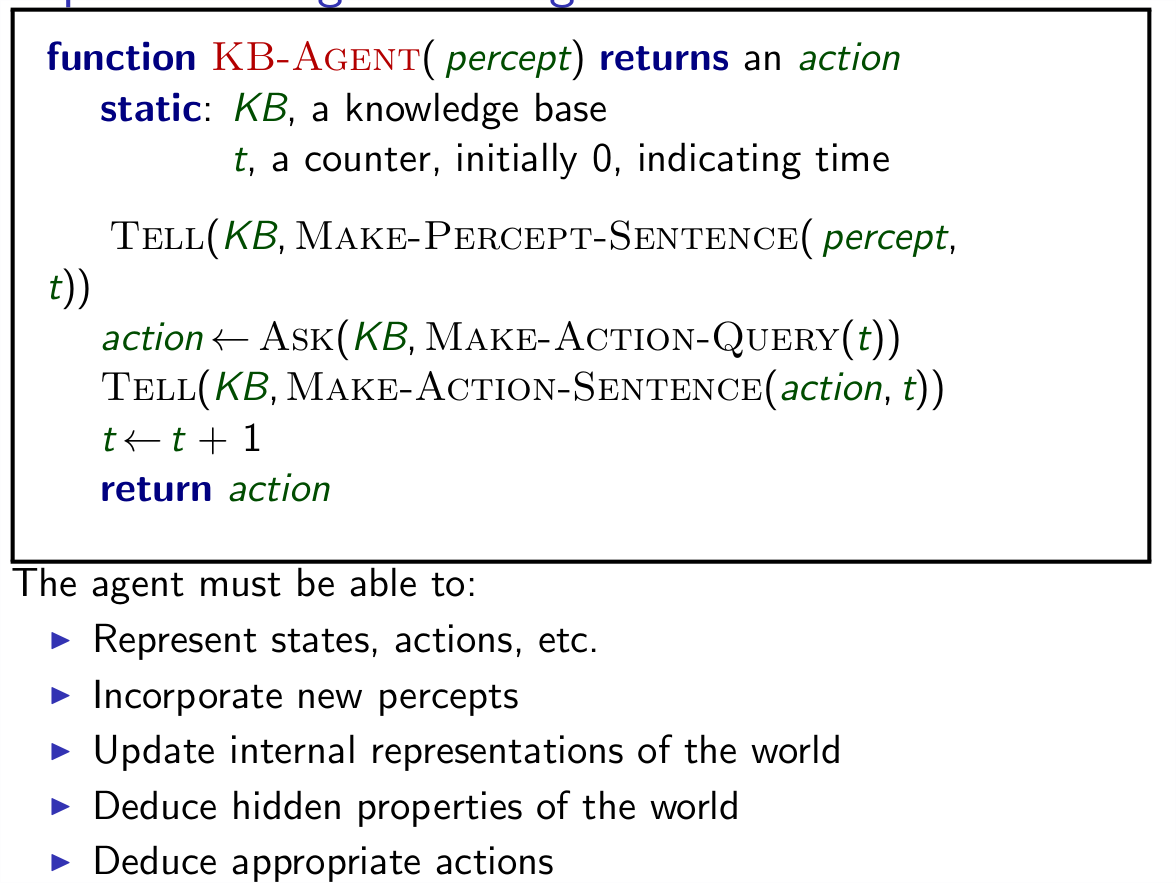 function KB-Agent( percept) returns an action
static: KB, a knowledge base
t, a counter, initially 0, indicating time
Tell(KB, Make-Percept-Sentence( percept,
t))
action ← Ask(KB, Make-Action-Query(t))
Tell(KB, Make-Action-Sentence(action, t))
t ← t + 1
return action
The agent must be able to:
▶ Represent states, actions, etc.
▶ Incorporate new percepts
▶ Update internal representations of the world
▶ Deduce hidden properties of the world
▶ Deduce appropriate actions